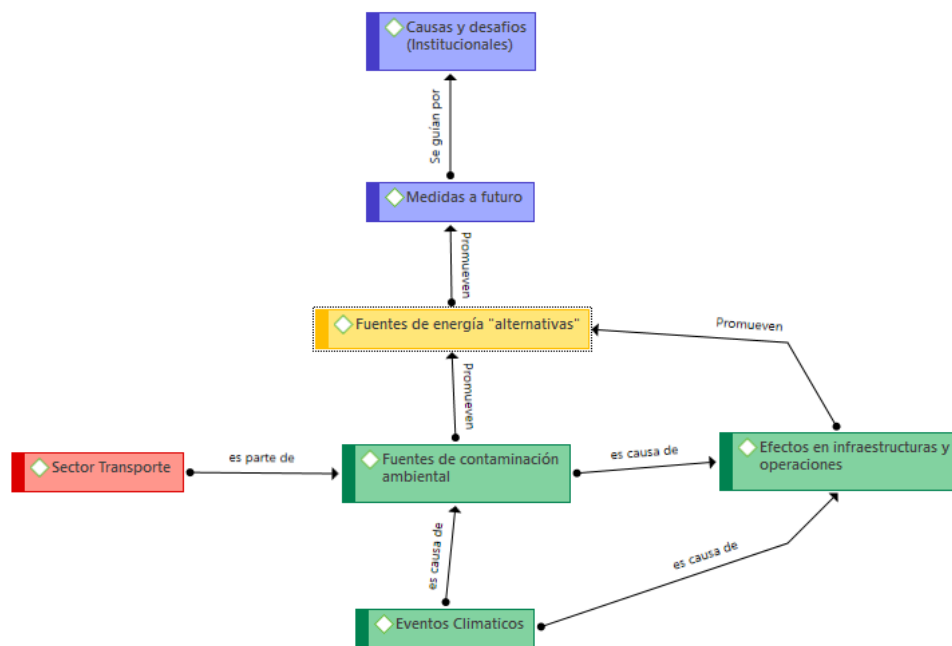 Causas y desafios
(Institucionales)
Se guían por
Medidas a futuro
Promueven
Fuentes de energía "alternativas"
Promueven
Promueven
Sector Transporte
es parte de
Fuentes de contaminación
ambiental
es causa de
Efectos en infraestructuras y
operaciones
es causa de
es causa de
Eventos Climaticos